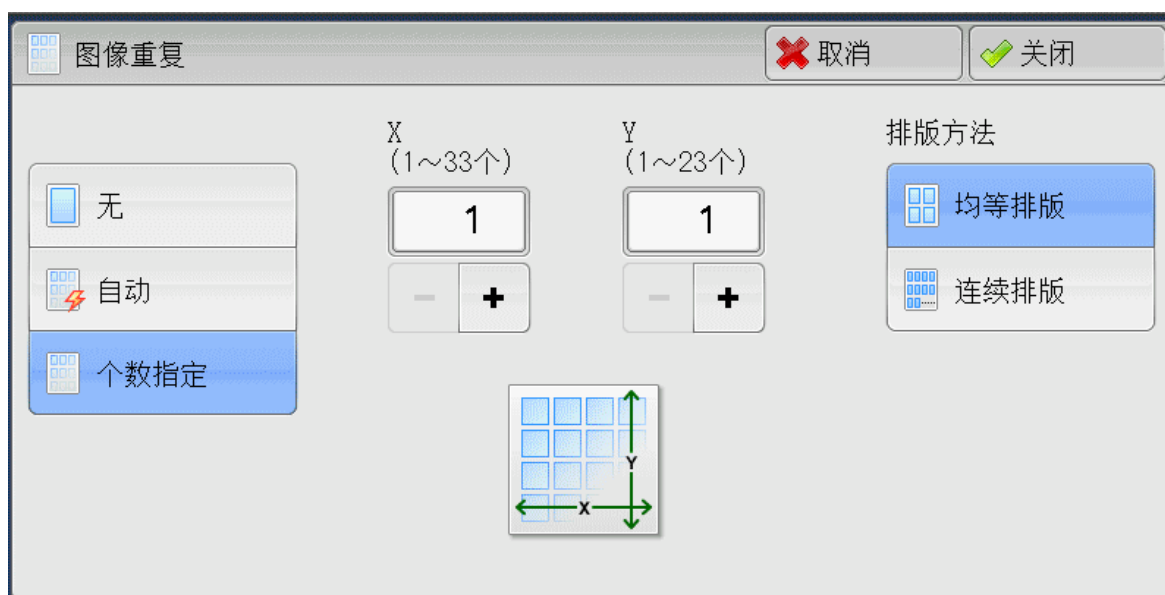 图像重复
取消
关闭
无
自动
个数指定
X
(1～33个)
1
− +
Y
(1～23个)
1
− +
排版方法
均等排版
连续排版
Y
X